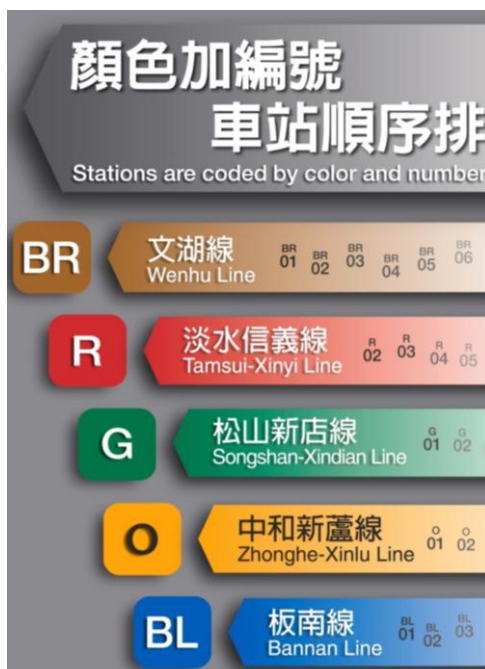 顏色加編號
車站順序排
Stations are coded by color and number
BR
文湖線
Wenhu Line
BR 01 BR 02 BR 03 BR 04 BR 05 BR 06
R
淡水信義線
Tamsui-Xinyi Line
R 02 R 03 R 04 R 05
G
松山新店線
Songshan-Xindian Line
G 01 G 02
O
中和新蘆線
Zhonghe-Xinlu Line
O 01 O 02
BL
板南線
Bannan Line
BL 01 BL 02 BL 03